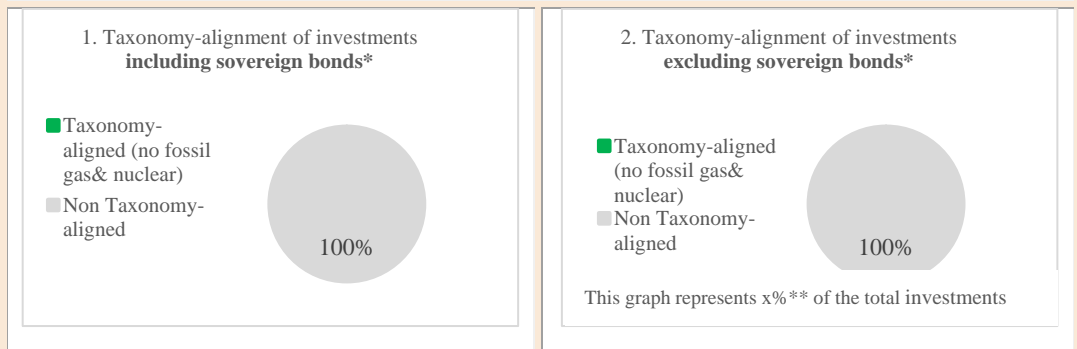 1. Taxonomy-alignment of investments
including sovereign bonds*
Taxonomy-
aligned (no fossil
gas& nuclear)
Non Taxonomy-
aligned
100%
2. Taxonomy-alignment of investments
excluding sovereign bonds*
Taxonomy-aligned
(no fossil gas&
nuclear)
Non Taxonomy-
aligned
100%
This graph represents x%** of the total investments